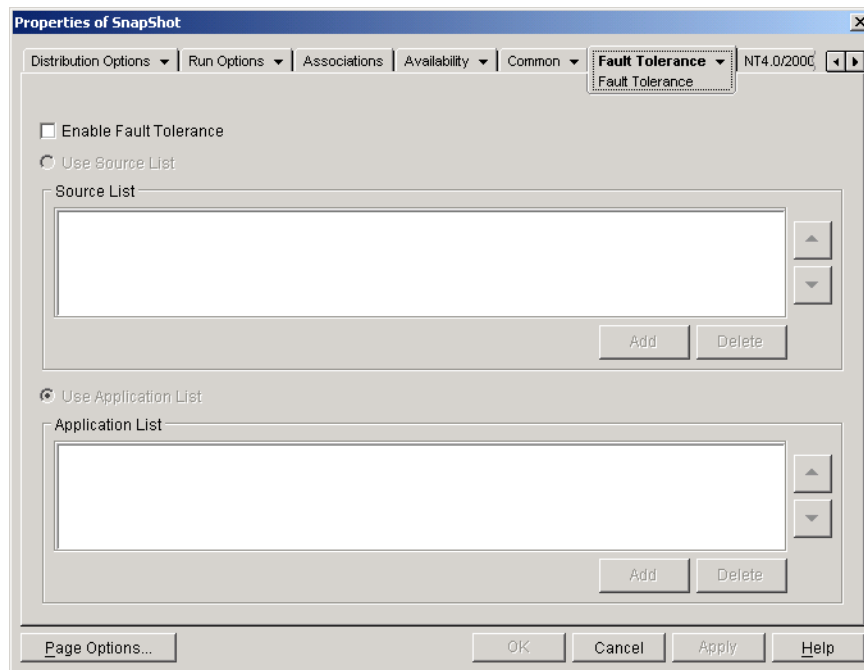 Properties of SnapShot
Distribution Options Run Options Associations Availability Common Fault Tolerance NT4.0/2000
Fault Tolerance
Enable Fault Tolerance
Use Source List
Source List
Add Delete
Use Application List
Application List
Add Delete
Page Options... OK Cancel Apply Help